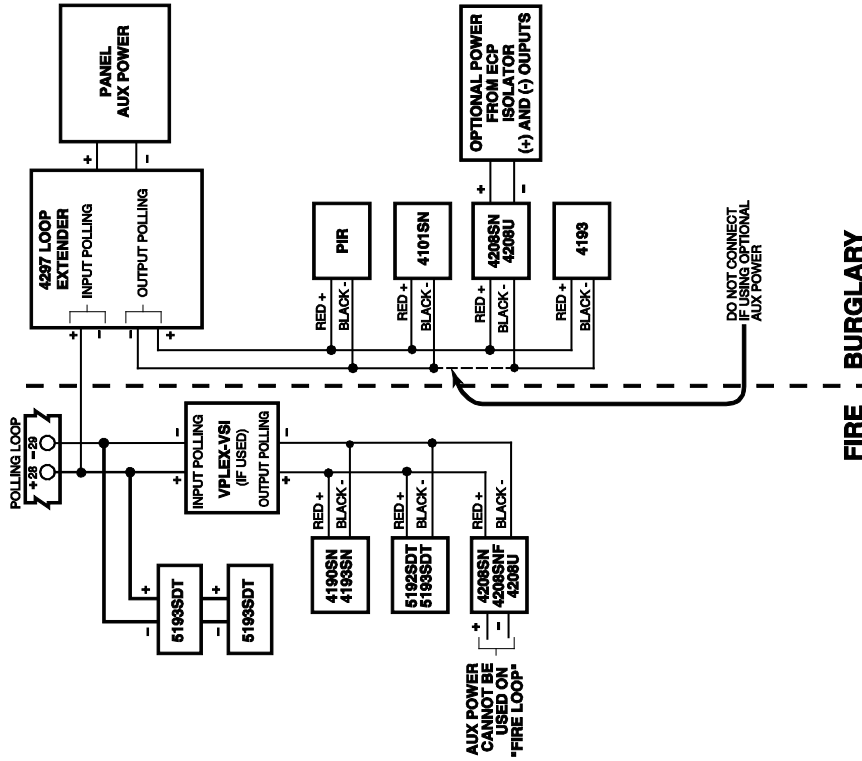 POLLING LOOP
+ 28
- 29
5193SDT
+
-
+
-
5193SDT
+
-
INPUT POLLING
VPLEX-VSI
(IF USED)
OUTPUT POLLING
+
-
RED +
BLACK -
4190SN
4193SN
RED +
BLACK -
5192SDT
5193SDT
4208SN
4208SNF
4208U
+
-
AUX POWER
CANNOT BE
USED ON
"FIRE LOOP"
FIRE
BURGLARY
4297 LOOP
EXTENDER
INPUT POLLING
OUTPUT POLLING
+
-
-
+
+
-
PANEL
AUX POWER
RED +
BLACK -
PIR
RED +
BLACK -
4101SN
RED +
BLACK -
4208SN
4208U
+
-
OPTIONAL POWER
FROM ECP
ISOLATOR
(+) AND (-) OUPUTS
RED +
BLACK -
4193
DO NOT CONNECT
IF USING OPTIONAL
AUX POWER